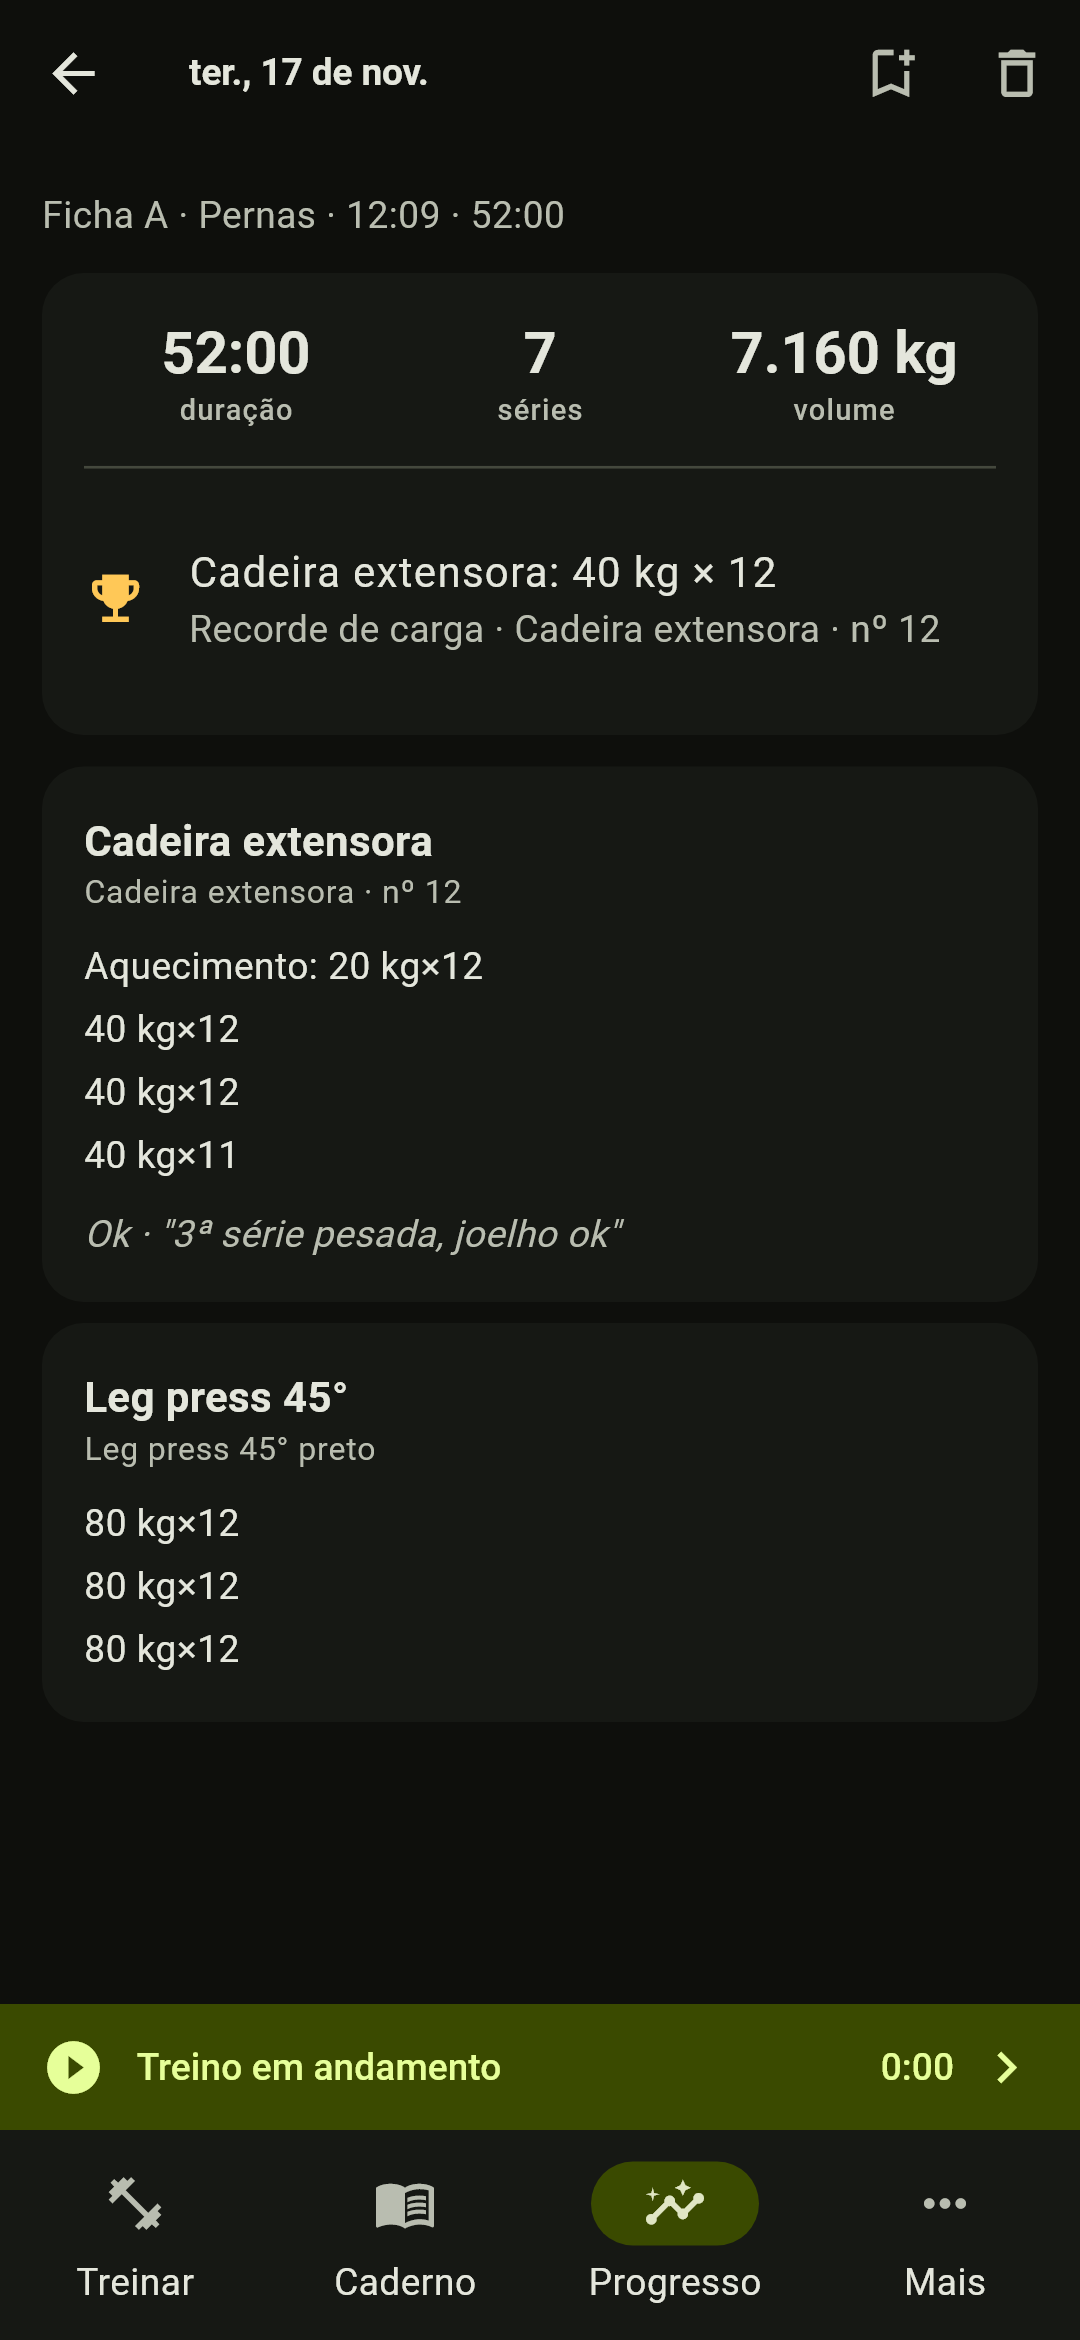 ter., 17 de nov.
Ficha A · Pernas · 12:09 · 52:00
52:00 7 7.160 kg
duração séries volume
Cadeira extensora: 40 kg × 12
Recorde de carga · Cadeira extensora · nº 12
Cadeira extensora
Cadeira extensora · nº 12
Aquecimento: 20 kg×12
40 kg×12
40 kg×12
40 kg×11
Ok · "3ª série pesada, joelho ok"
Leg press 45°
Leg press 45° preto
80 kg×12
80 kg×12
80 kg×12
Treino em andamento 0:00
Treinar Caderno Progresso Mais